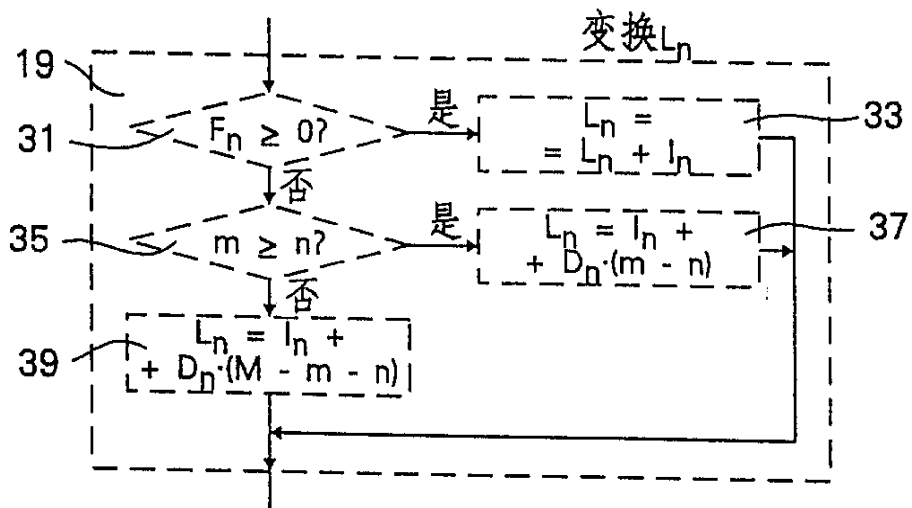 变换Ln
19
31
Fn ≥ 0?
是
Ln =
= Ln + In
33
否
35
m ≥ n?
是
Ln = In +
+ Dn·(m - n)
37
否
39
Ln = In +
+ Dn·(M - m - n)